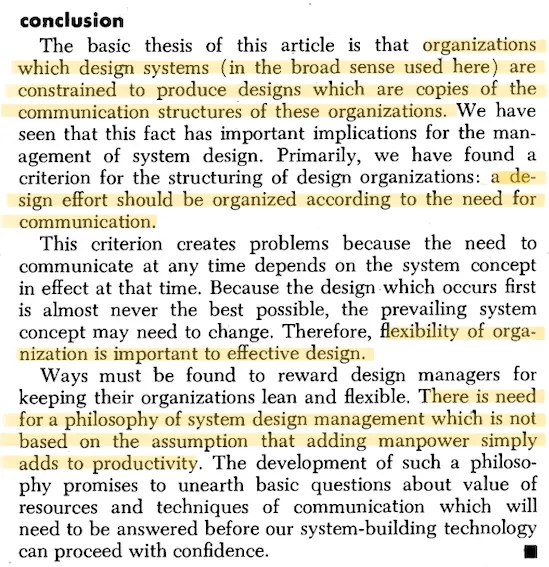 conclusion
The basic thesis of this article is that organizations
which design systems (in the broad sense used here) are
constrained to produce designs which are copies of the
communication structures of these organizations. We have
seen that this fact has important implications for the man-
agement of system design. Primarily, we have found a
criterion for the structuring of design organizations: a de-
sign effort should be organized according to the need for
communication.
This criterion creates problems because the need to
communicate at any time depends on the system concept
in effect at that time. Because the design which occurs first
is almost never the best possible, the prevailing system
concept may need to change. Therefore, flexibility of orga-
nization is important to effective design.
Ways must be found to reward design managers for
keeping their organizations lean and flexible. There is need
for a philosophy of system design management which is not
based on the assumption that adding manpower simply
adds to productivity. The development of such a philoso-
phy promises to unearth basic questions about value of
resources and techniques of communication which will
need to be answered before our system-building technology
can proceed with confidence.